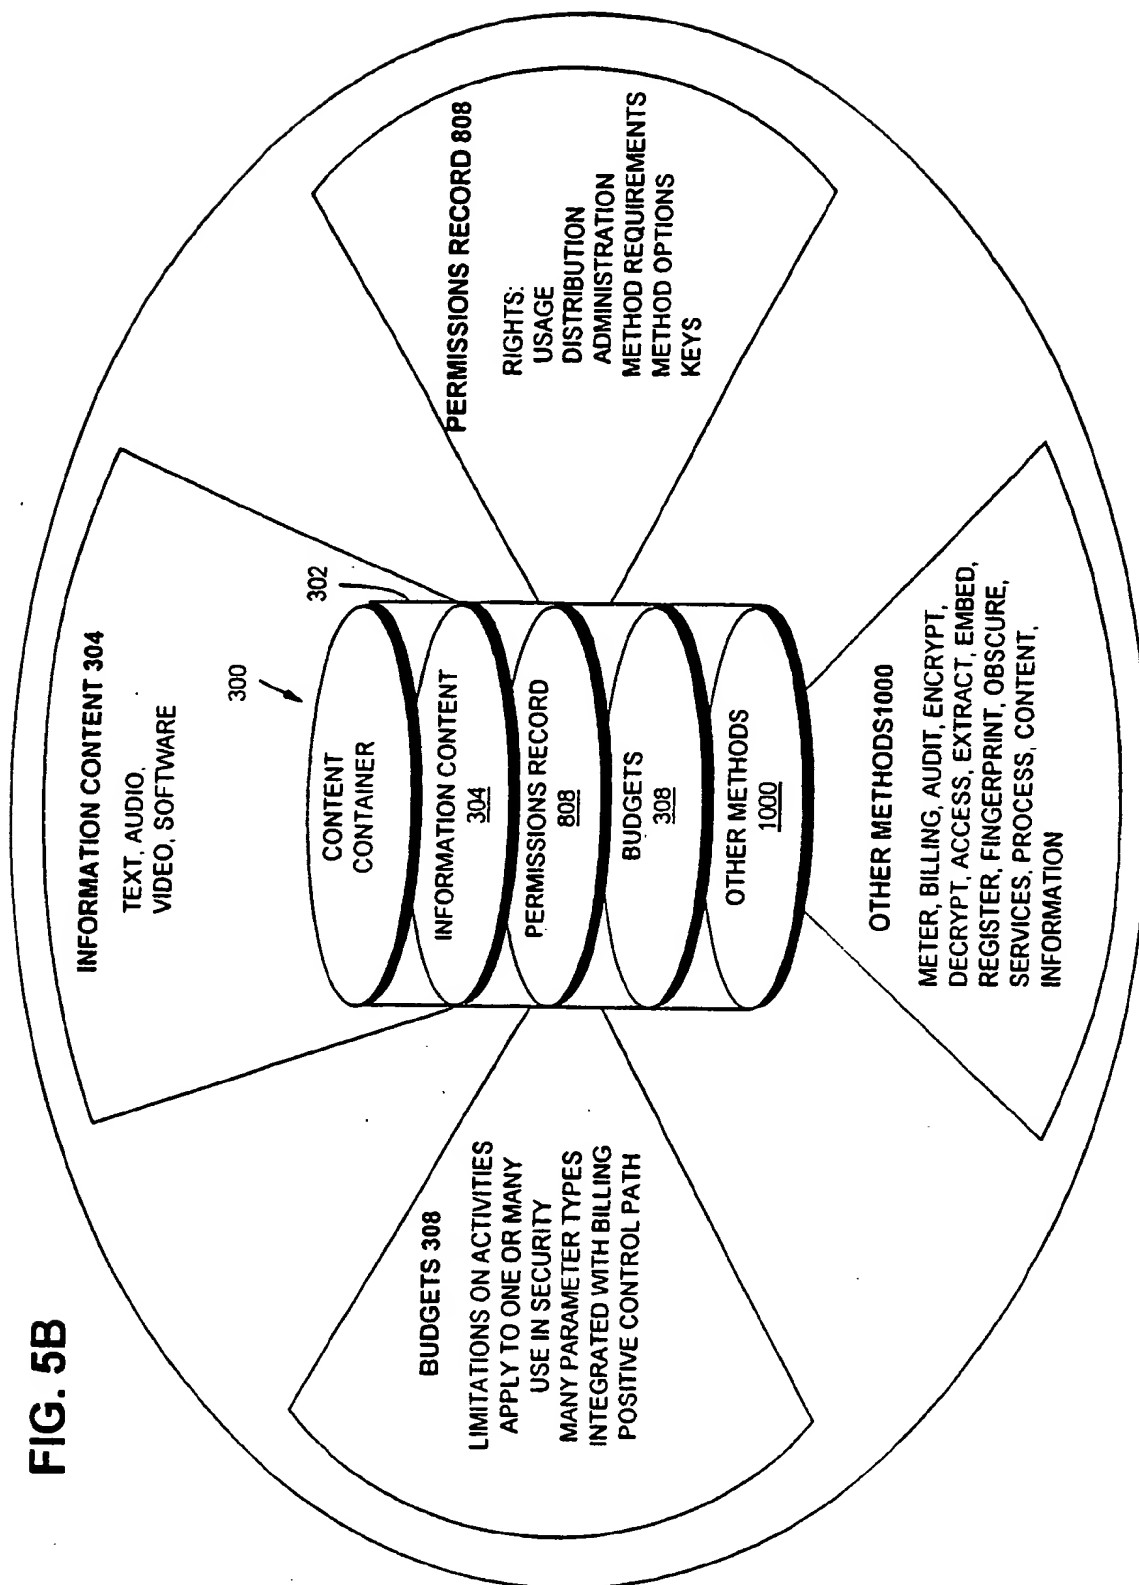 FIG. 5B
INFORMATION CONTENT 304
TEXT, AUDIO,
VIDEO, SOFTWARE
300
302
CONTENT
CONTAINER
INFORMATION CONTENT
304
PERMISSIONS RECORD
808
BUDGETS
308
OTHER METHODS
1000
BUDGETS 308
LIMITATIONS ON ACTIVITIES
APPLY TO ONE OR MANY
USE IN SECURITY
MANY PARAMETER TYPES
INTEGRATED WITH BILLING
POSITIVE CONTROL PATH
PERMISSIONS RECORD 808
RIGHTS:
USAGE
DISTRIBUTION
ADMINISTRATION
METHOD REQUIREMENTS
METHOD OPTIONS
KEYS
OTHER METHODS1000
METER, BILLING, AUDIT, ENCRYPT,
DECRYPT, ACCESS, EXTRACT, EMBED,
REGISTER, FINGERPRINT, OBSCURE,
SERVICES, PROCESS, CONTENT,
INFORMATION